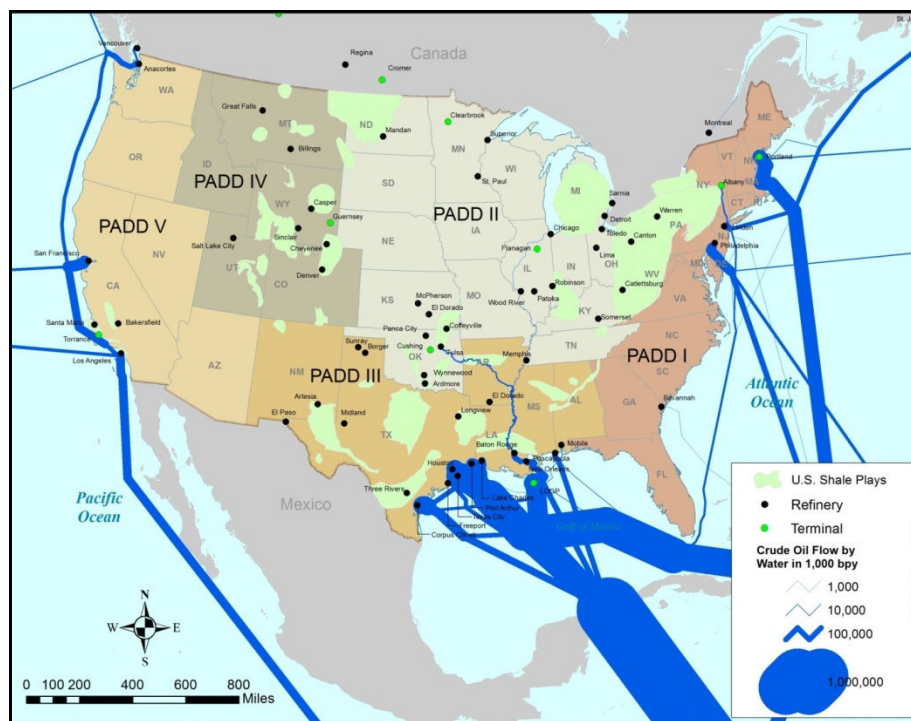 St. J
Vancouver
Regina
Canada
Cromer
Anacortes
WA
Great Falls
MT
Clearbrook
ND
Mandan
Superior
Montreal
ME
MN
OR
ID
Billings
WI
VT
NH
Portland
PADD IV
SD
St. Paul
PADD II
MI
NY
Albany
MA
CT
RI
WY
Casper
Guernsey
Sarnia
Detroit
Warren
Linden
PADD V
Sinclair
Cheyenee
NE
IA
Chicago
Toledo
Canton
PA
NJ
Philadelphia
Salt Lake City
Flanagan
OH
MD
DE
San Francisco
NV
UT
Denver
CO
IL
IN
Lima
WV
CA
KS
McPherson
MO
Wood River
Patoka
Robinson
Catlettsburg
VA
El Dorado
KY
Santa Maria
Bakersfield
Coffeyville
Somerset
Ponca City
NC
Torrance
Cushing
OK
Tulsa
TN
PADD I
Los Angeles
AZ
NM
Sunray
Borger
Memphis
AR
SC
PADD III
Wynnewood
Ardmore
Atlantic
Ocean
Artesia
El Dorado
MS
AL
GA
Savannah
El Paso
Midland
TX
Longview
LA
Baton Rouge
Mobile
Pascagoula
Houston
New Orleans
FL
Pacific
Ocean
Mexico
Three Rivers
Lake Charles
LOOP
Port Arthur
Texas City
Gulf of Mexico
Freeport
Corpus Christi
U.S. Shale Plays
Refinery
Terminal
Crude Oil Flow by
Water in 1,000 bpy
1,000
10,000
100,000
1,000,000
N
W E
S
0 100 200 400 600 800
Miles